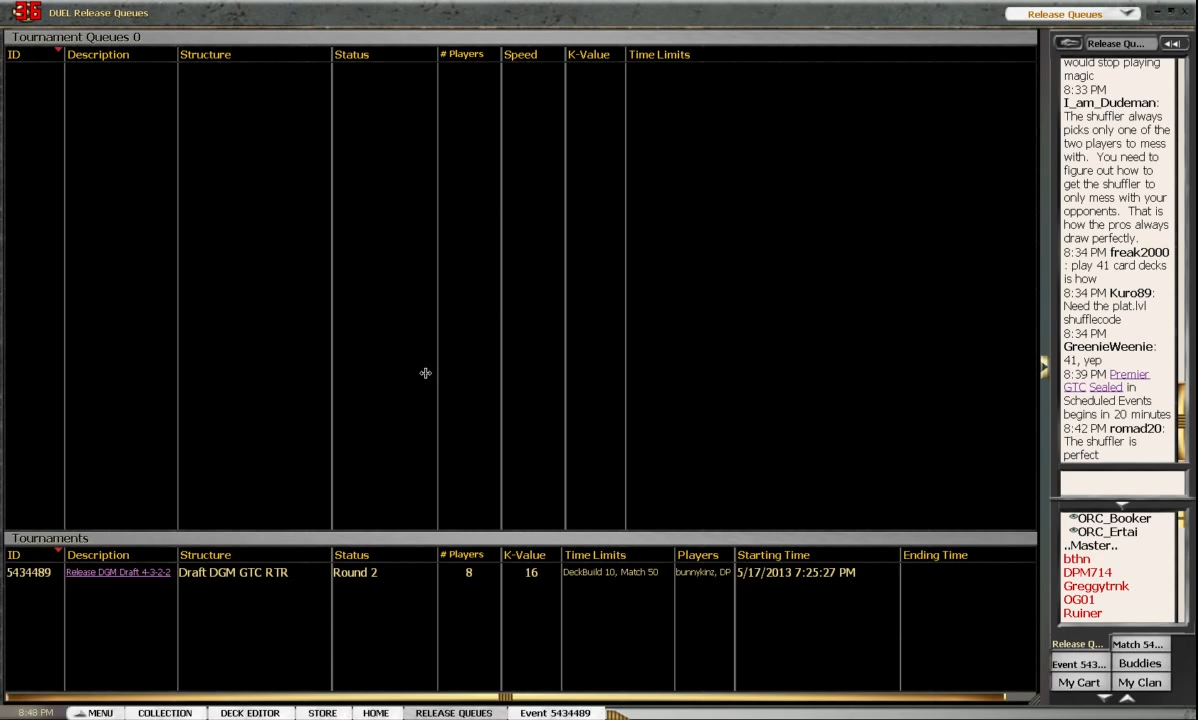 36 DUEL Release Queues
Release Queues
Tournament Queues 0
ID Description Structure Status # Players Speed K-Value Time Limits
Release Qu...
would stop playing
magic
8:33 PM
I_am_Dudeman:
The shuffler always
picks only one of the
two players to mess
with. You need to
figure out how to
get the shuffler to
only mess with your
opponents. That is
how the pros always
draw perfectly.
8:34 PM freak2000
: play 41 card decks
is how
8:34 PM Kuro89:
Need the plat.lvl
shufflecode
8:34 PM
GreenieWeenie:
41, yep
8:39 PM Premier
GTC Sealed in
Scheduled Events
begins in 20 minutes
8:42 PM romad20:
The shuffler is
perfect
ORC_Booker
ORC_Ertai
..Master..
bthn
DPM714
Greggytrnk
OG01
Ruiner
Tournaments
ID Description Structure Status # Players K-Value Time Limits Players Starting Time Ending Time
5434489 Release DGM Draft 4-3-2-2 Draft DGM GTC RTR Round 2 8 16 DeckBuild 10, Match 50 bunnykinz, DP 5/17/2013 7:25:27 PM
Release Q... Match 54...
Event 543... Buddies
My Cart My Clan
8:48 PM MENU COLLECTION DECK EDITOR STORE HOME RELEASE QUEUES Event 5434489